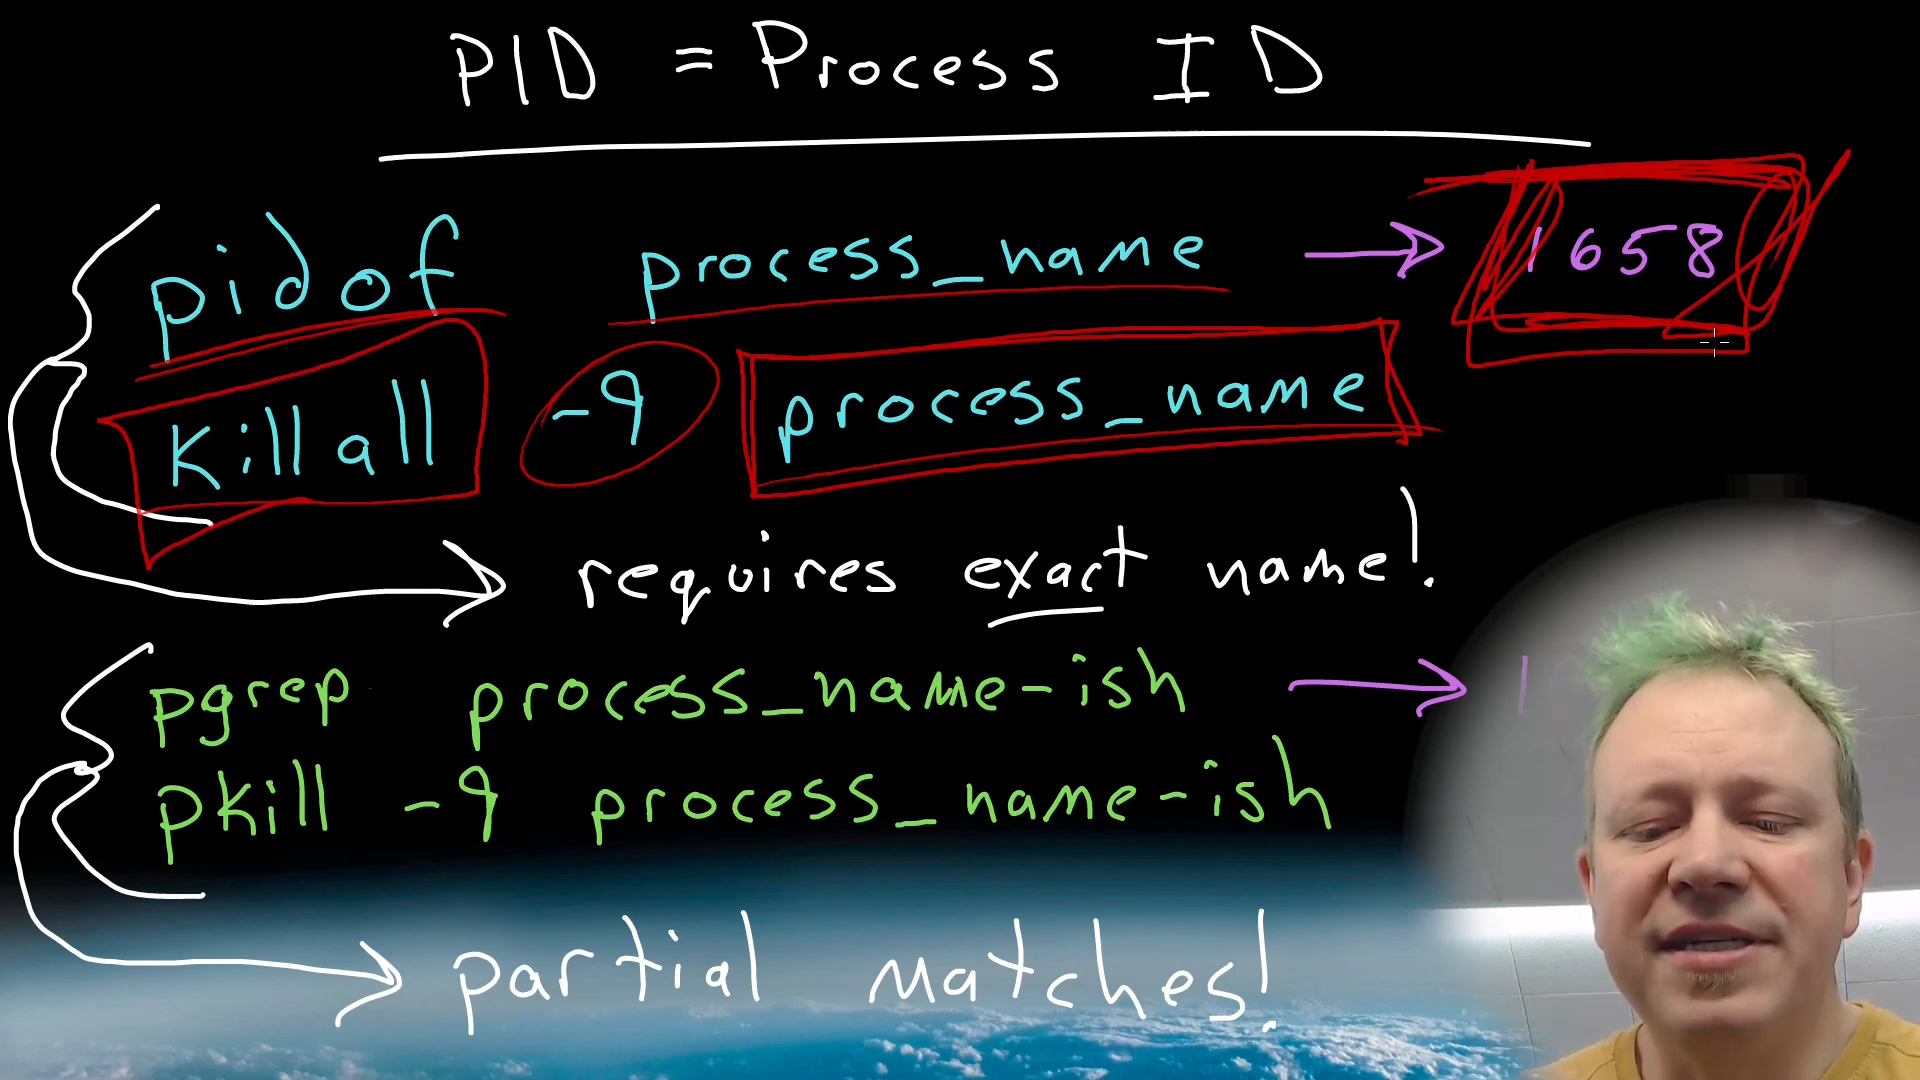 PID = Process ID
pidof process_name → 1658
Killall -9 process_name
→ requires exact name!
pgrep process_name-ish → 1
pkill -9 process_name-ish
→ partial matches!